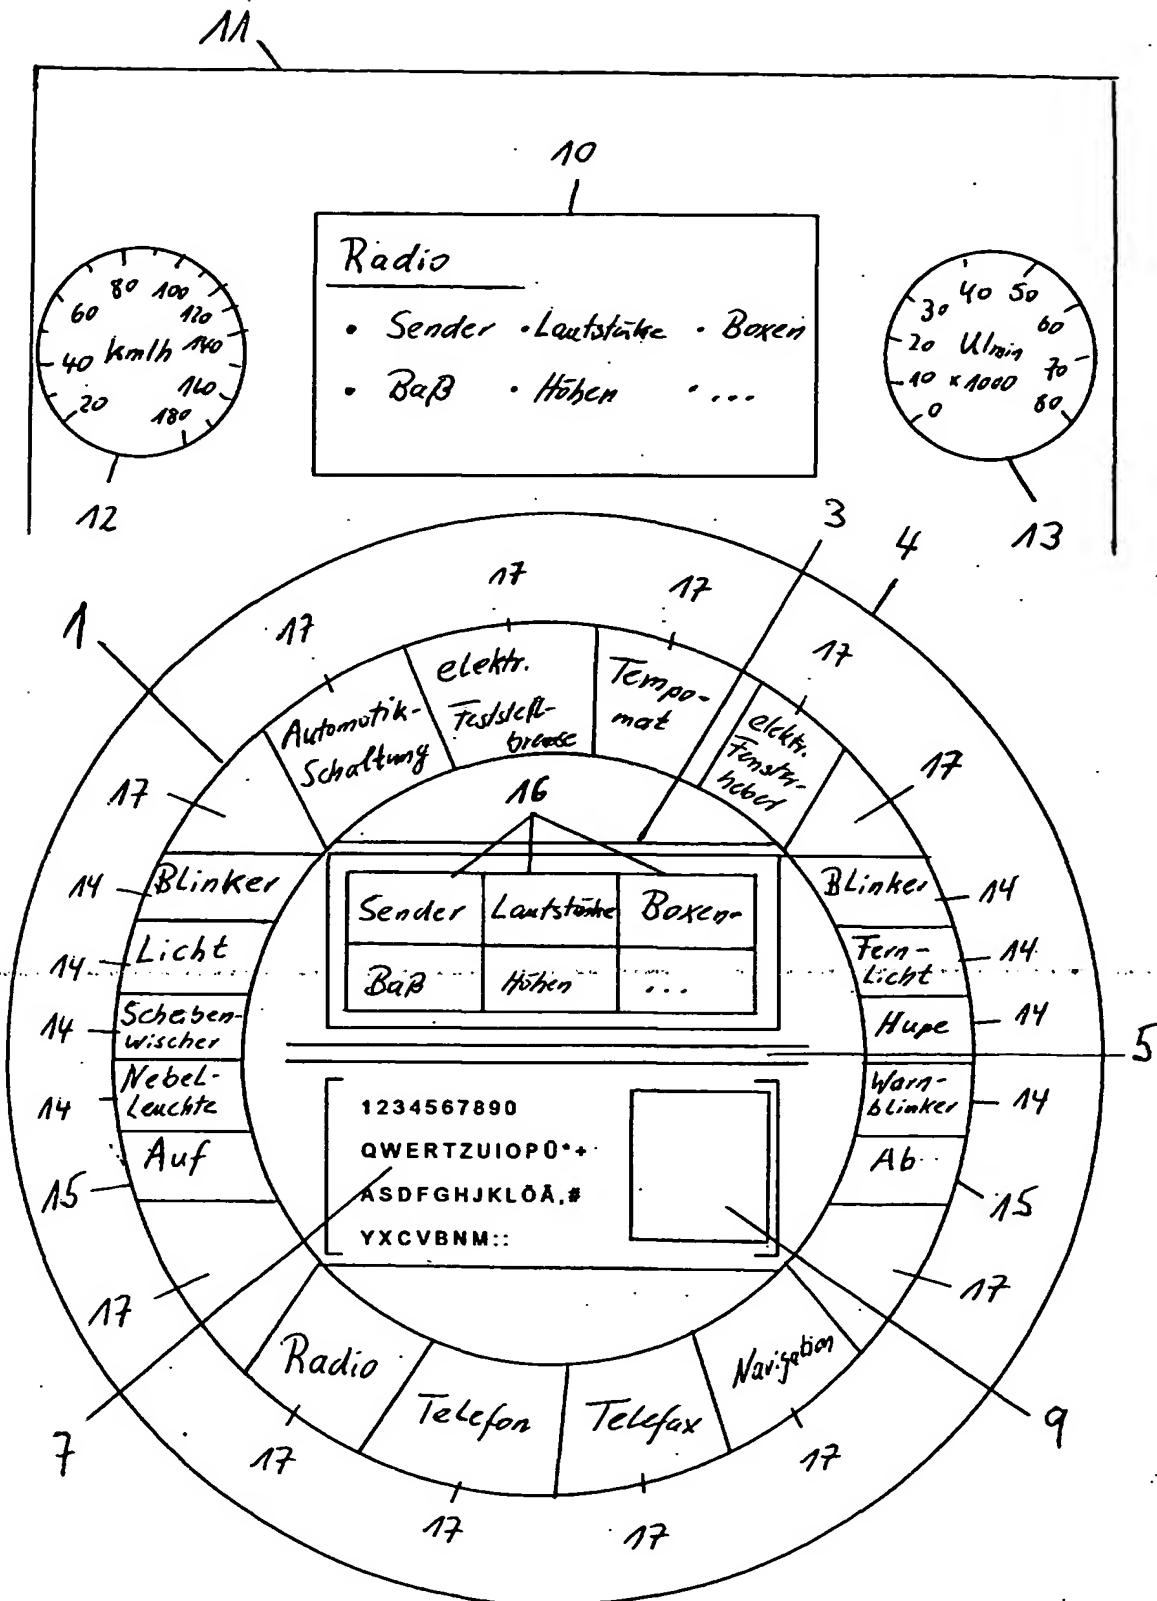 11
10
Radio
• Sender • Lautstärke • Boxen
• Baß • Höhen • ...
20 40 60 80 100 120 140 160 180
km/h
0 10 20 30 40 50 60 70 80
U/min
x 1000
12
13
3
4
1
17
17
17
17
17
17
Automatik-
Schaltung
elektr.
Feststell-
bremse
Tempo-
mat
elektr.
Fenster-
heber
16
14 Blinker
14 Licht
14 Scheiben-
wischer
14 Nebel-
Leuchte
15 Auf
Sender Lautstärke Boxen-
Baß Höhen ...
Blinker 14
Fern-
Licht 14
Hupe 14
5
Warn-
blinker 14
Ab 15
1234567890
QWERTZUIOPÜ*+
ASDFGHJKLÖÄ,#
YXCVBNM::
17
17
Radio
Telefon
Telefax
Navigation
7
9
17
17
17
17